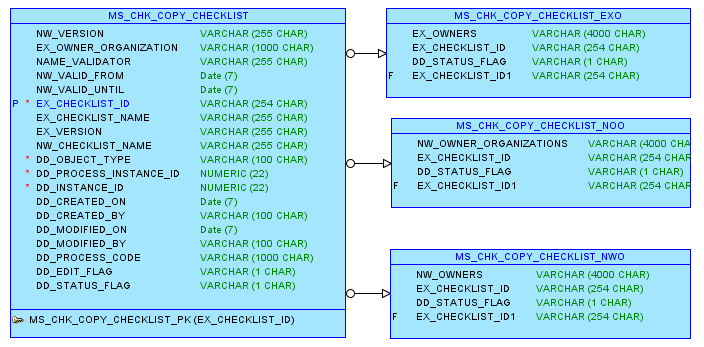 MS_CHK_COPY_CHECKLIST
NW_VERSION VARCHAR (255 CHAR)
EX_OWNER_ORGANIZATION VARCHAR (1000 CHAR)
NAME_VALIDATOR VARCHAR (255 CHAR)
NW_VALID_FROM Date (7)
NW_VALID_UNTIL Date (7)
P * EX_CHECKLIST_ID VARCHAR (254 CHAR)
EX_CHECKLIST_NAME VARCHAR (255 CHAR)
EX_VERSION VARCHAR (255 CHAR)
NW_CHECKLIST_NAME VARCHAR (255 CHAR)
* DD_OBJECT_TYPE VARCHAR (100 CHAR)
* DD_PROCESS_INSTANCE_ID NUMERIC (22)
* DD_INSTANCE_ID NUMERIC (22)
DD_CREATED_ON Date (7)
DD_CREATED_BY VARCHAR (100 CHAR)
DD_MODIFIED_ON Date (7)
DD_MODIFIED_BY VARCHAR (100 CHAR)
DD_PROCESS_CODE VARCHAR (1000 CHAR)
DD_EDIT_FLAG VARCHAR (1 CHAR)
DD_STATUS_FLAG VARCHAR (1 CHAR)
MS_CHK_COPY_CHECKLIST_PK (EX_CHECKLIST_ID)
MS_CHK_COPY_CHECKLIST_EXO
EX_OWNERS VARCHAR (4000 CHAR)
EX_CHECKLIST_ID VARCHAR (254 CHAR)
DD_STATUS_FLAG VARCHAR (1 CHAR)
F EX_CHECKLIST_ID1 VARCHAR (254 CHAR)
MS_CHK_COPY_CHECKLIST_NOO
NW_OWNER_ORGANIZATIONS VARCHAR (4000 CHA
EX_CHECKLIST_ID VARCHAR (254 CHAR
DD_STATUS_FLAG VARCHAR (1 CHAR)
F EX_CHECKLIST_ID1 VARCHAR (254 CHAR
MS_CHK_COPY_CHECKLIST_NWO
NW_OWNERS VARCHAR (4000 CHAR)
EX_CHECKLIST_ID VARCHAR (254 CHAR)
DD_STATUS_FLAG VARCHAR (1 CHAR)
F EX_CHECKLIST_ID1 VARCHAR (254 CHAR)